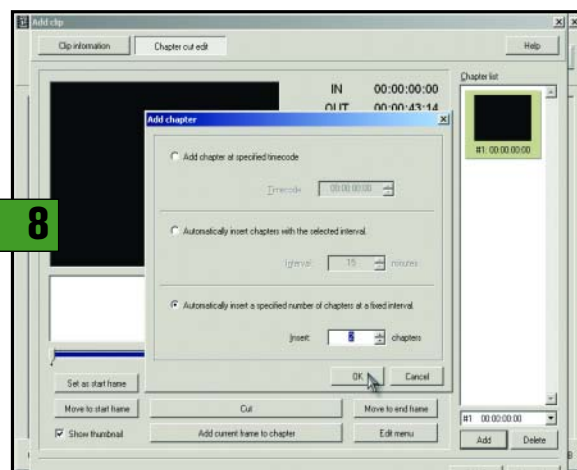 Add clip
Clip information
Chapter cut edit
Help
IN 00:00:00:00
OUT 00:00:43:14
Chapter list
#1: 00:00:00:00
Add chapter
Add chapter at specified timecode
Timecode: 00:00:00:00
Automatically insert chapters with the selected interval.
Interval: 15 minutes
Automatically insert a specified number of chapters at a fixed interval.
Insert: 2 chapters
OK
Cancel
8
Set as start frame
Move to start frame
Cut
Move to end frame
Show thumbnail
Add current frame to chapter
Edit menu
#1 00:00:00:00
Add
Delete